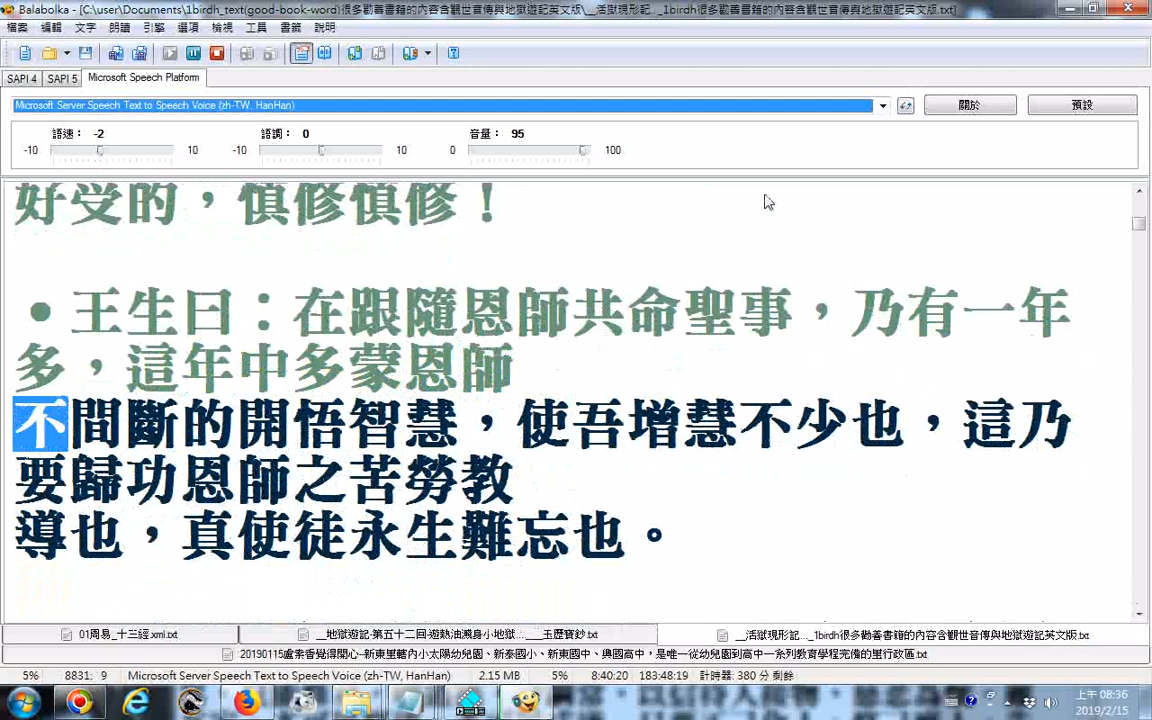 Balabolka - [C:\user\Documents\1birdh_text(good-book-word)很多勸善書籍的內容含觀世音傳與地獄遊記英文版\__活獄現形記..._1birdh很多勸善書籍的內容含觀世音傳與地獄遊記英文版.txt]
檔案 編輯 文字 朗讀 引擎 選項 檢視 工具 書籤 說明
SAPI 4 SAPI 5 Microsoft Speech Platform
Microsoft Server Speech Text to Speech Voice (zh-TW, HanHan) 關於 預設
語速： -2 語調： 0 音量： 95
-10 10 -10 10 0 100
好受的，慎修慎修！
●王生曰：在跟隨恩師共命聖事，乃有一年
多，這年中多蒙恩師
不間斷的開悟智慧，使吾增慧不少也，這乃
要歸功恩師之苦勞教
導也，真使徒永生難忘也。
01周易_十三經.xml.txt __地獄遊記-第五十二回-遊熱油濺身小地獄...___玉歷寶鈔.txt __活獄現形記..._1birdh很多勸善書籍的內容含觀世音傳與地獄遊記英文版.txt
20190115盧素香覺得開心-新東里轄內小太陽幼兒園、新泰國小、新東國中、興國高中，是唯一從幼兒園到高中一系列教育學程完備的里行政區.txt
5% 8831: 9 Microsoft Server Speech Text to Speech Voice (zh-TW, HanHan) 2.15 MB 5% 8:40:20 183:48:19 計時器: 380 分 剩餘
上午 08:36
2019/2/15